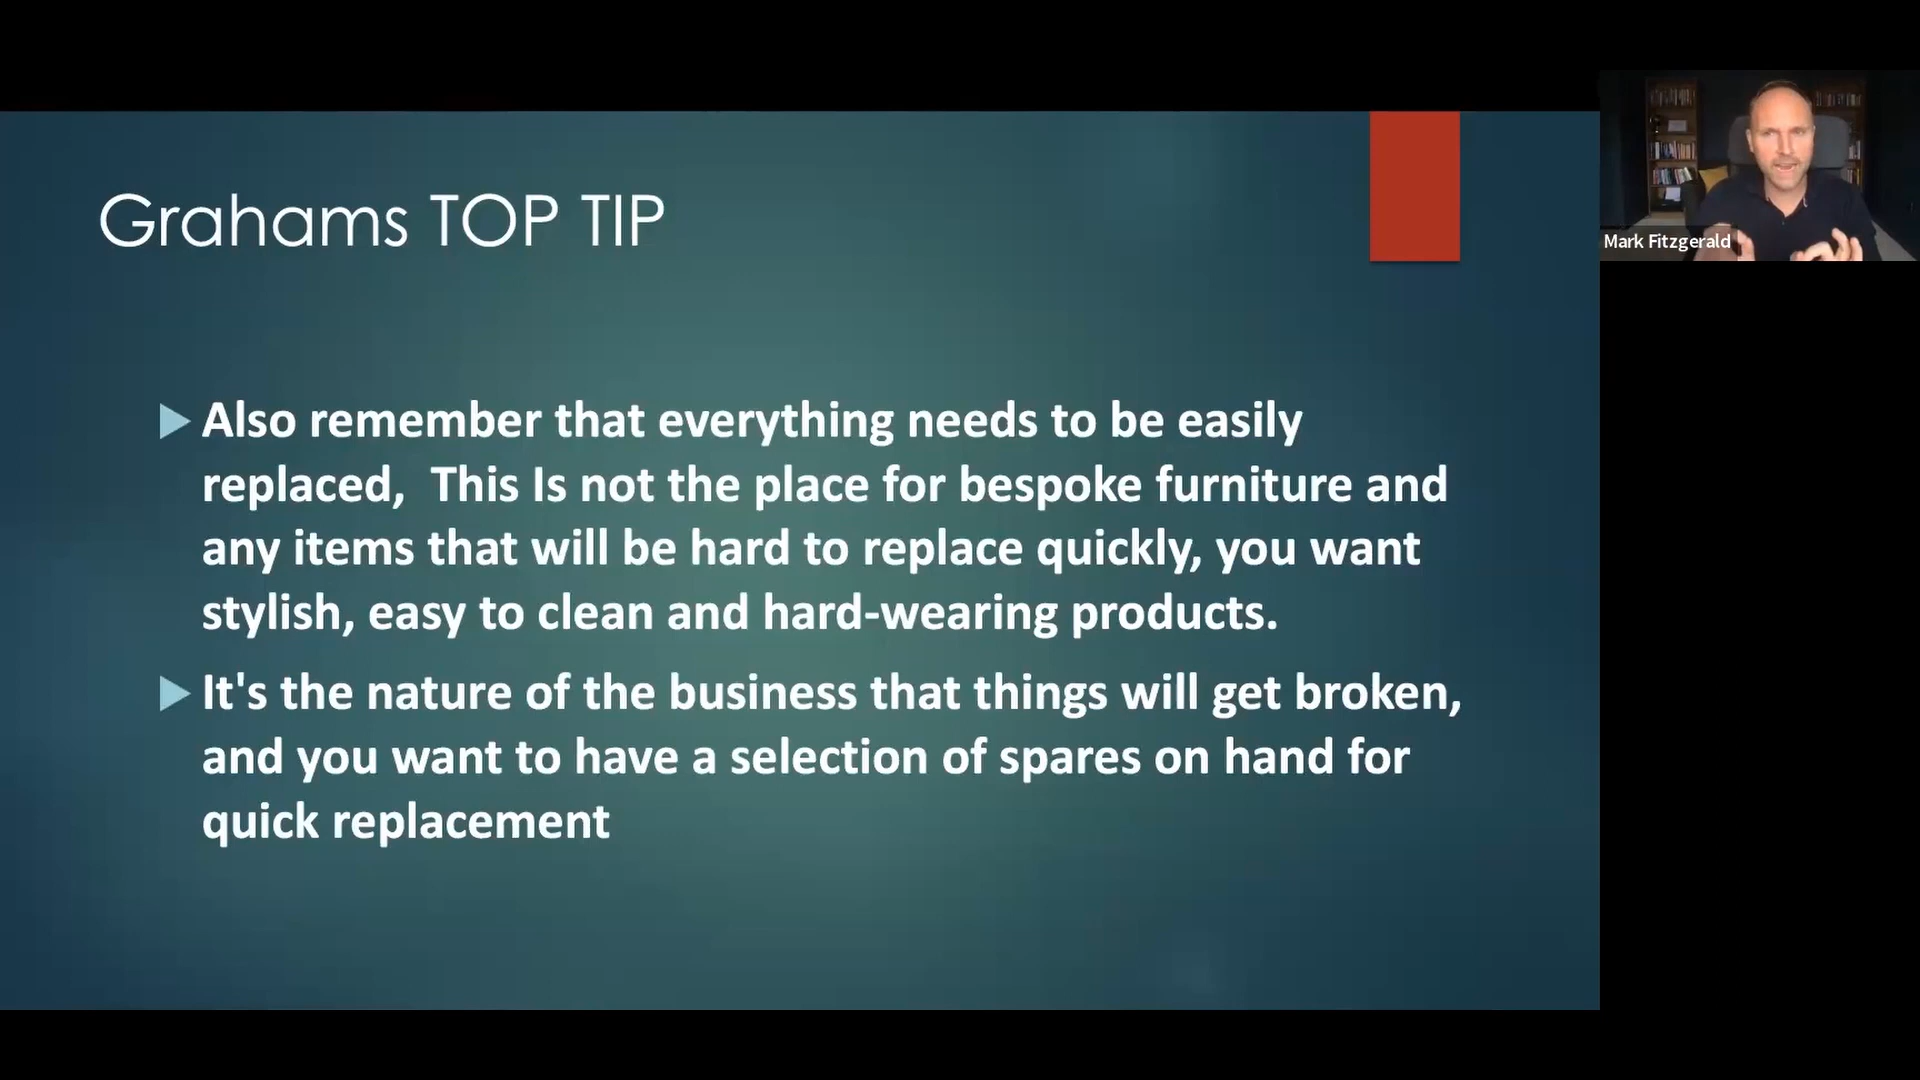 Grahams TOP TIP
Mark Fitzgerald
Also remember that everything needs to be easily
replaced,  This Is not the place for bespoke furniture and
any items that will be hard to replace quickly, you want
stylish, easy to clean and hard-wearing products.
It's the nature of the business that things will get broken,
and you want to have a selection of spares on hand for
quick replacement